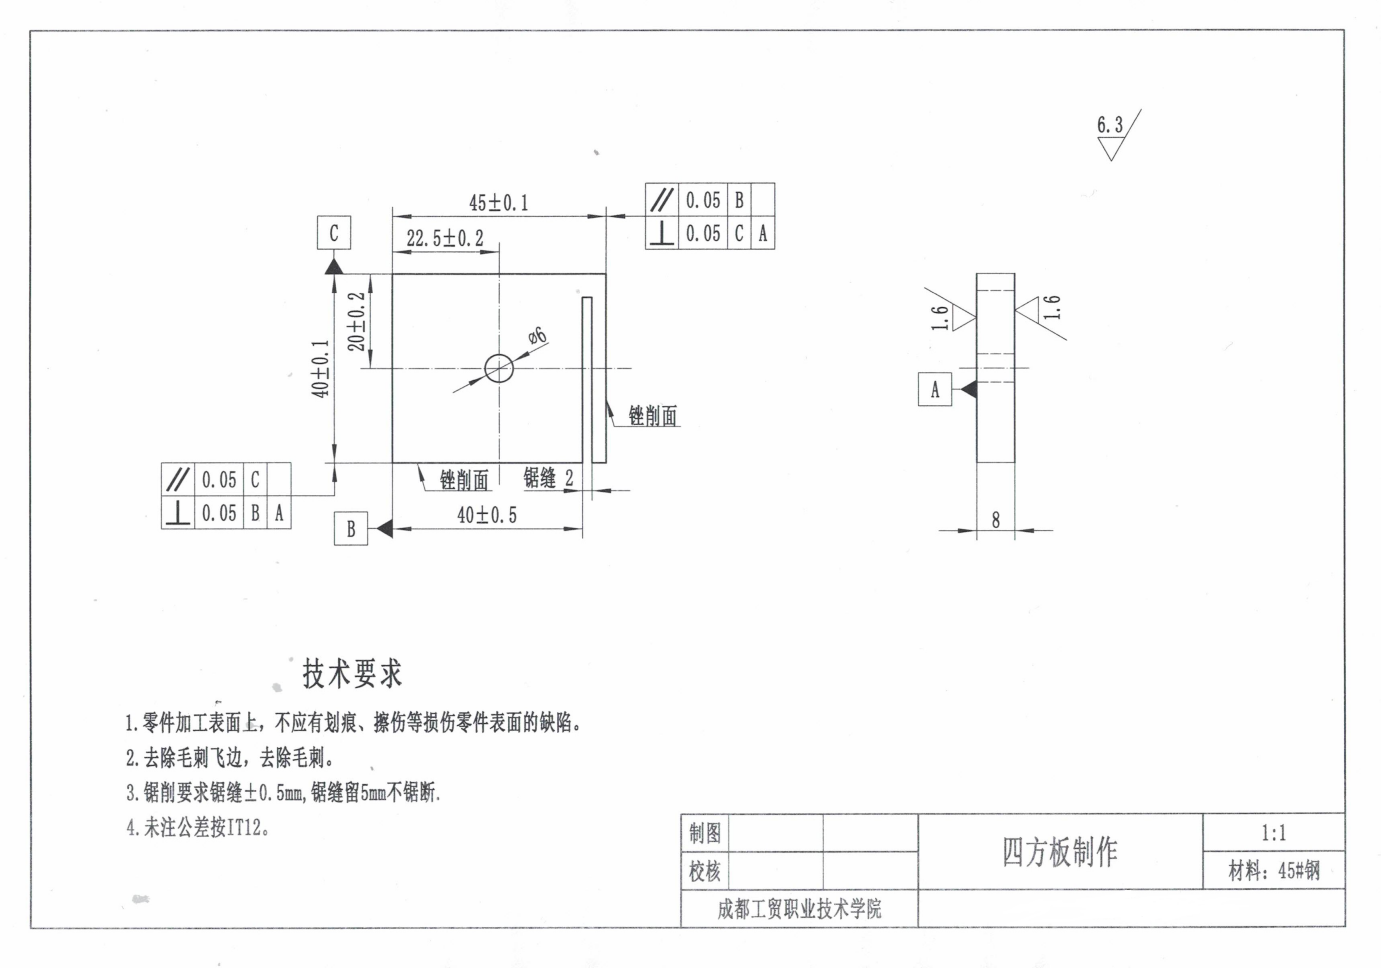 6.3
45±0.1
// 0.05 B
⊥ 0.05 C A
C
22.5±0.2
20±0.2
40±0.1
ø6
1.6
1.6
A
锉削面
// 0.05 C
⊥ 0.05 B A
锉削面
锯缝 2
B
40±0.5
8
技术要求
1.零件加工表面上，不应有划痕、擦伤等损伤零件表面的缺陷。
2.去除毛刺飞边，去除毛刺。
3.锯削要求锯缝±0.5mm,锯缝留5mm不锯断.
4.未注公差按IT12。
制图
四方板制作
1:1
校核
材料：45#钢
成都工贸职业技术学院